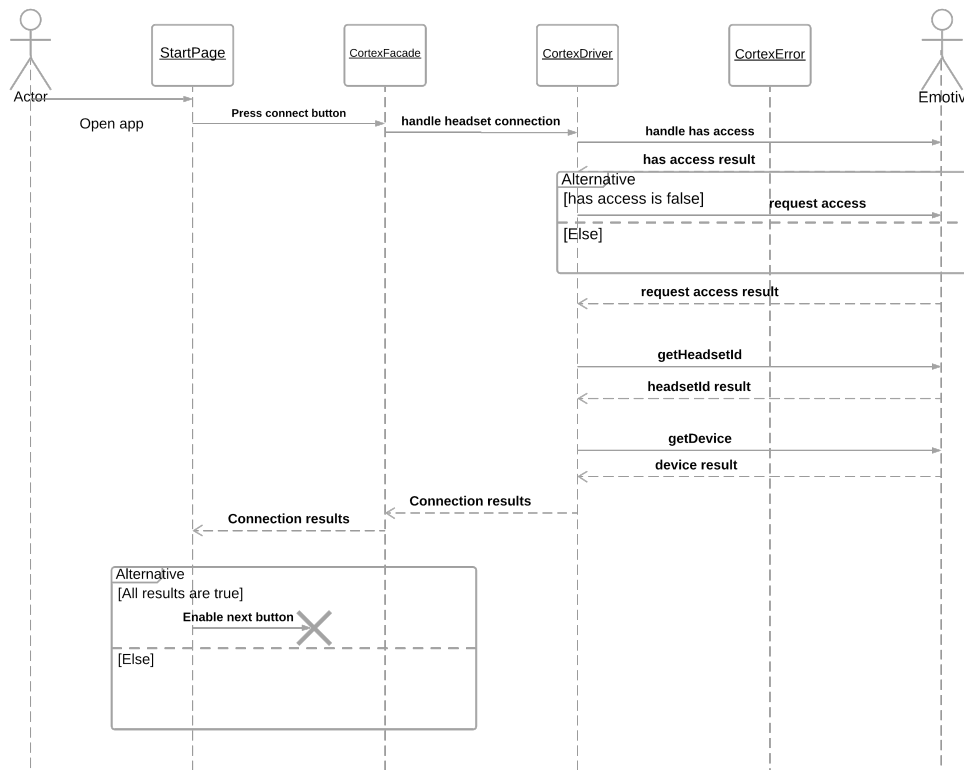 StartPage
CortexFacade
CortexDriver
CortexError
Actor
Emotiv
Open app
Press connect button
handle headset connection
handle has access
has access result
Alternative
[has access is false]
request access
[Else]
request access result
getHeadsetId
headsetId result
getDevice
device result
Connection results
Connection results
Alternative
[All results are true]
Enable next button
[Else]